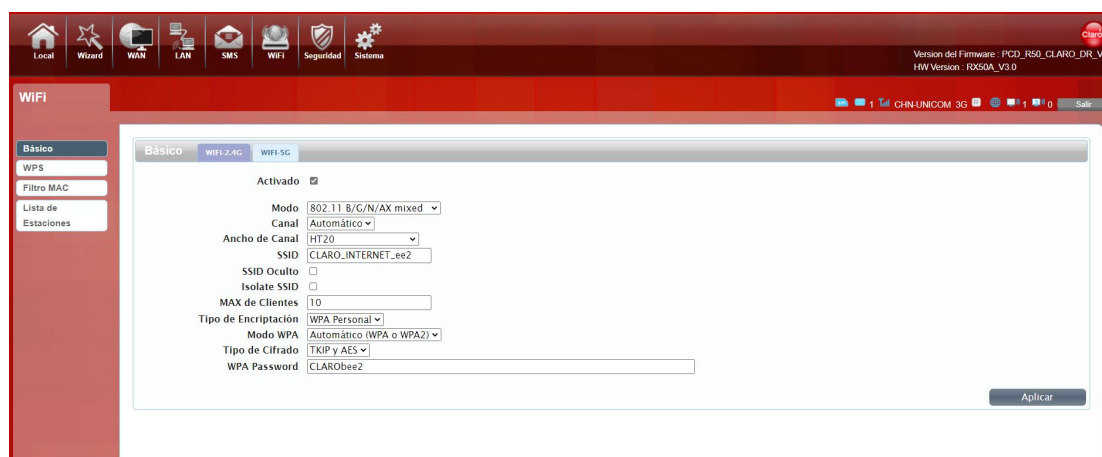 Local Wizard WAN LAN SMS WiFi Seguridad Sistema
Claro
Version del Firmware : PCD_R50_CLARO_DR_V
HW Version : RX50A_V3.0
WiFi
1 CHN-UNICOM 3G R 1 0 Salir
Básico
WPS
Filtro MAC
Lista de
Estaciones
Básico WIFI-2,4G WIFI-5G
Activado
Modo 802.11 B/G/N/AX mixed
Canal Automático
Ancho de Canal HT20
SSID CLARO_INTERNET_ee2
SSID Oculto
Isolate SSID
MAX de Clientes 10
Tipo de Encriptación WPA Personal
Modo WPA Automático (WPA o WPA2)
Tipo de Cifrado TKIP y AES
WPA Password CLARObee2
Aplicar